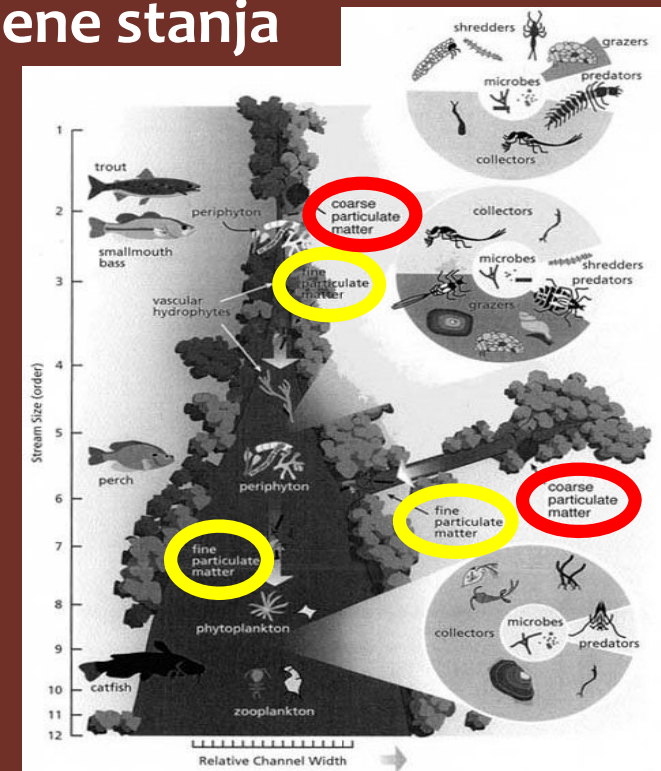 ene stanja
shredders
grazers
microbes
predators
collectors
1
trout
2
periphyton
coarse
particulate
matter
smallmouth
bass
collectors
microbes
shredders
predators
grazers
3
fine
particulate
matter
vascular
hydrophytes
4
Stream Size (order)
5
perch
periphyton
6
coarse
particulate
matter
fine
particulate
matter
7
fine
particulate
matter
8
phytoplankton
microbes
collectors
predators
9
catfish
10
zooplankton
11
12
Relative Channel Width